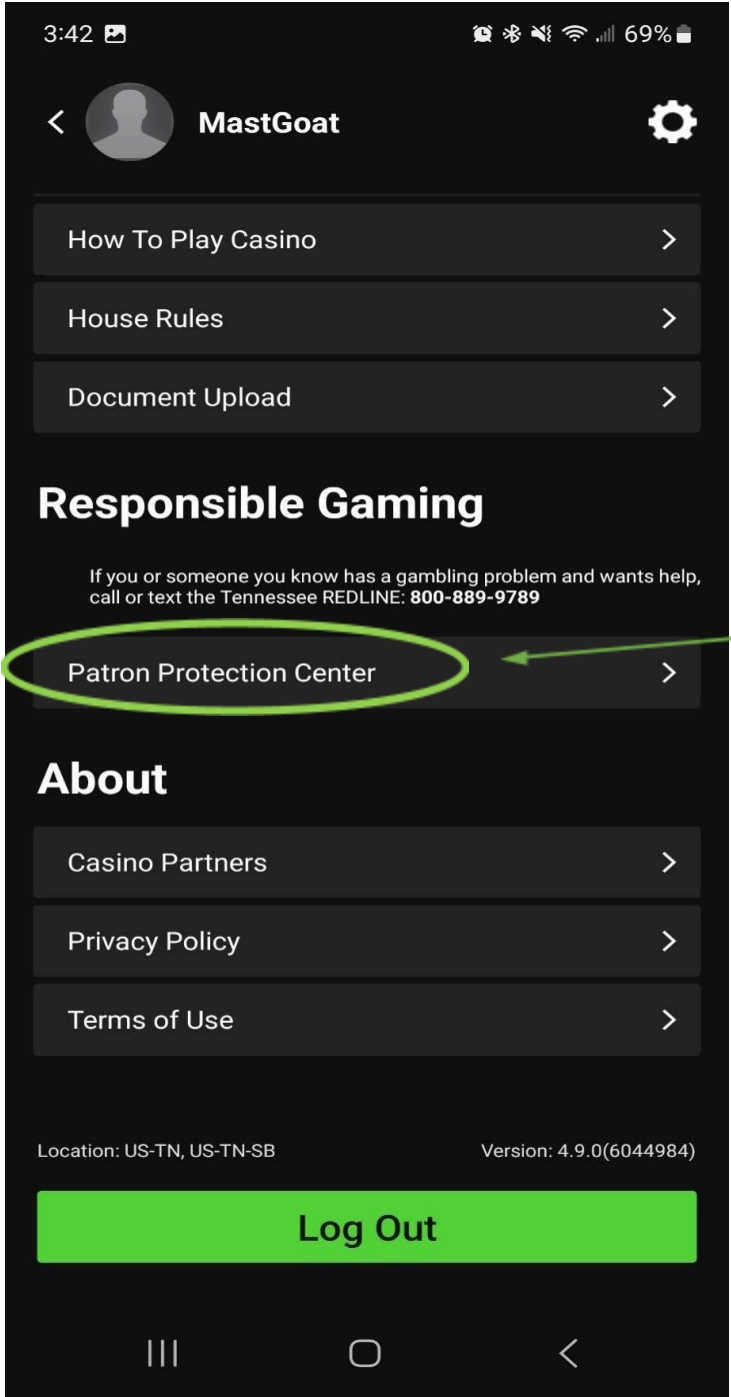 3:42 69%
MastGoat
How To Play Casino
House Rules
Document Upload
Responsible Gaming
If you or someone you know has a gambling problem and wants help,
call or text the Tennessee REDLINE: 800-889-9789
Patron Protection Center
About
Casino Partners
Privacy Policy
Terms of Use
Location: US-TN, US-TN-SB Version: 4.9.0(6044984)
Log Out